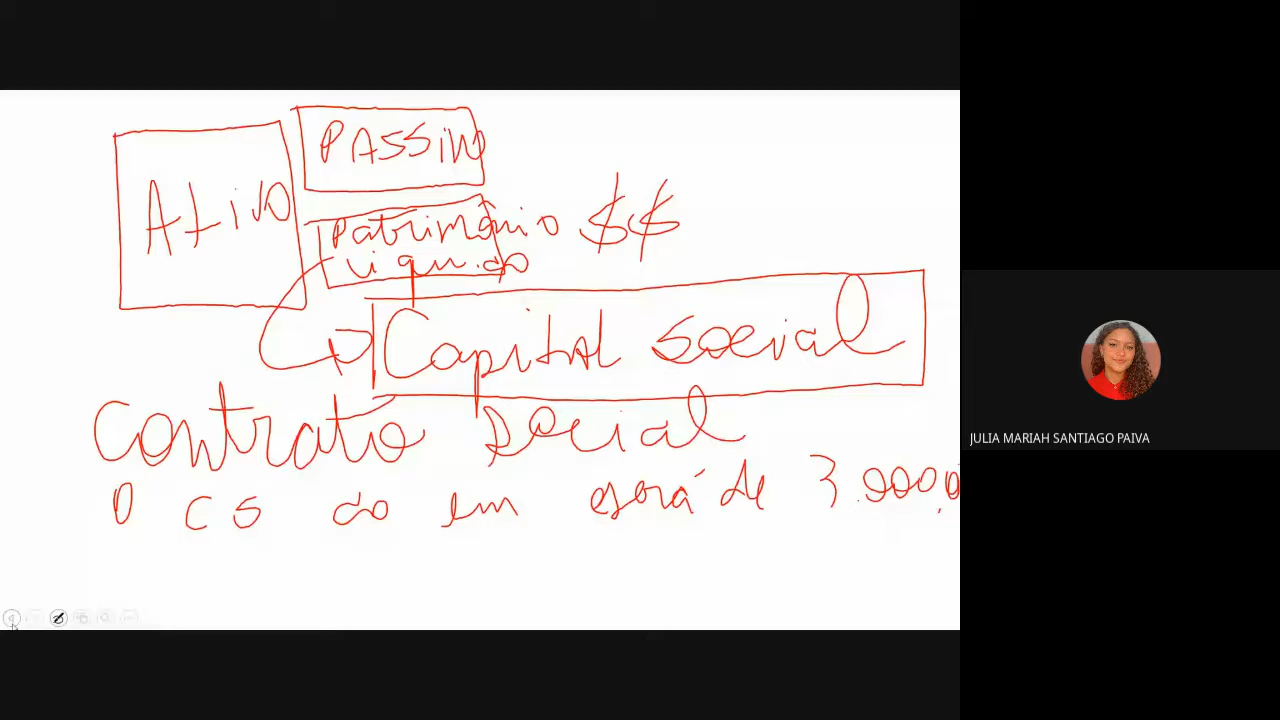 PASSIVO
Ativo
Patrimônio $$
Líquido
Capital social
Contrato social
O CS da em será de 3.000,0
JULIA MARIAH SANTIAGO PAIVA